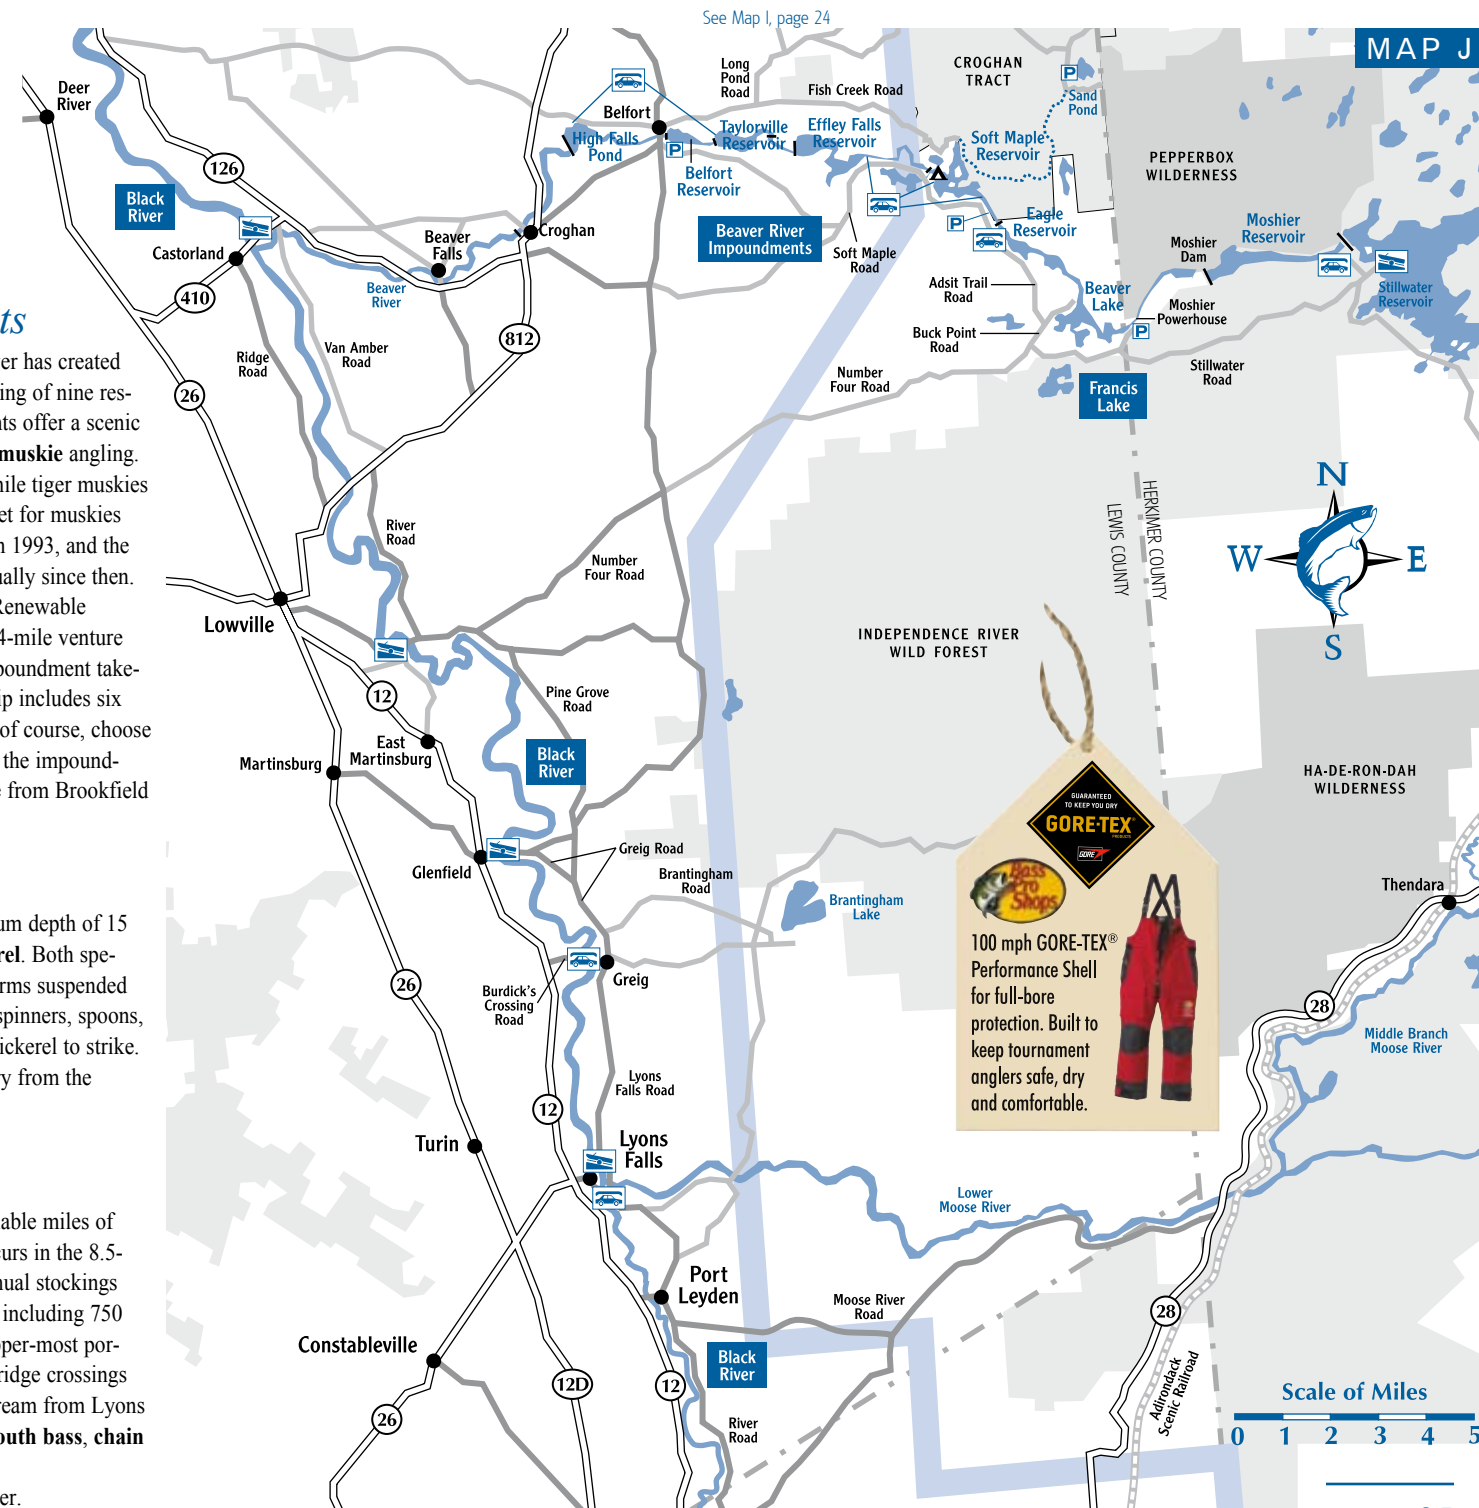 See Map I, page 24
MAP J
Deer
River
126
Black
River
Castorland
410
26
Ridge
Road
Van Amber
Road
Beaver
River
Beaver
Falls
Croghan
812
High Falls
Pond
Belfort
P
Belfort
Reservoir
Taylorville
Reservoir
Long
Pond
Road
Fish Creek Road
Effley Falls
Reservoir
Beaver River
Impoundments
Soft Maple
Road
CROGHAN
TRACT
P
Sand
Pond
Soft Maple
Reservoir
P
Eagle
Reservoir
PEPPERBOX
WILDERNESS
Moshier
Reservoir
Moshier
Dam
Stillwater
Reservoir
Adsit Trail
Road
Beaver
Lake
Moshier
Powerhouse
P
Buck Point
Road
Number
Four Road
Stillwater
Road
Francis
Lake
ts
er has created
ing of nine res-
nts offer a scenic
muskie angling.
hile tiger muskies
et for muskies
n 1993, and the
ually since then.
Renewable
4-mile venture
poundment take-
ip includes six
of course, choose
the impound-
e from Brookfield
River
Road
Number
Four Road
Lowville
12
Pine Grove
Road
East
Martinsburg
Martinsburg
Black
River
LEWIS COUNTY
HERKIMER COUNTY
N
W
E
S
INDEPENDENCE RIVER
WILD FOREST
HA-DE-RON-DAH
WILDERNESS
GUARANTEED
TO KEEP YOU DRY
GORE-TEX®
PRODUCTS
GORE
Bass
Pro
Shops
100 mph GORE-TEX®
Performance Shell
for full-bore
protection. Built to
keep tournament
anglers safe, dry
and comfortable.
Glenfield
Greig Road
Brantingham
Road
Brantingham
Lake
Thendara
um depth of 15
rel. Both spe-
rms suspended
spinners, spoons,
ickerel to strike.
y from the
26
Burdick's
Crossing
Road
Greig
28
Middle Branch
Moose River
Lyons
Falls Road
12
Turin
Lyons
Falls
Lower
Moose River
able miles of
curs in the 8.5-
nual stockings
including 750
pper-most por-
ridge crossings
ream from Lyons
outh bass, chain
er.
Port
Leyden
Moose River
Road
28
Constableville
Black
River
12D
12
26
River
Road
Adirondack
Scenic Railroad
Scale of Miles
0 1 2 3 4 5